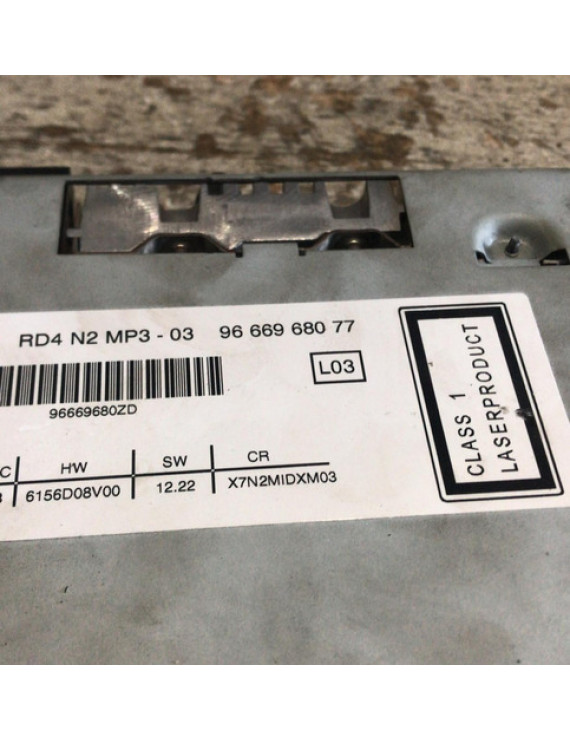 RD4 N2 MP3 - 03 96 669 680 77
L03
96669680ZD
C HW SW CR
6156D08V00 12.22 X7N2MIDXM03
CLASS 1
LASERPRODUCT